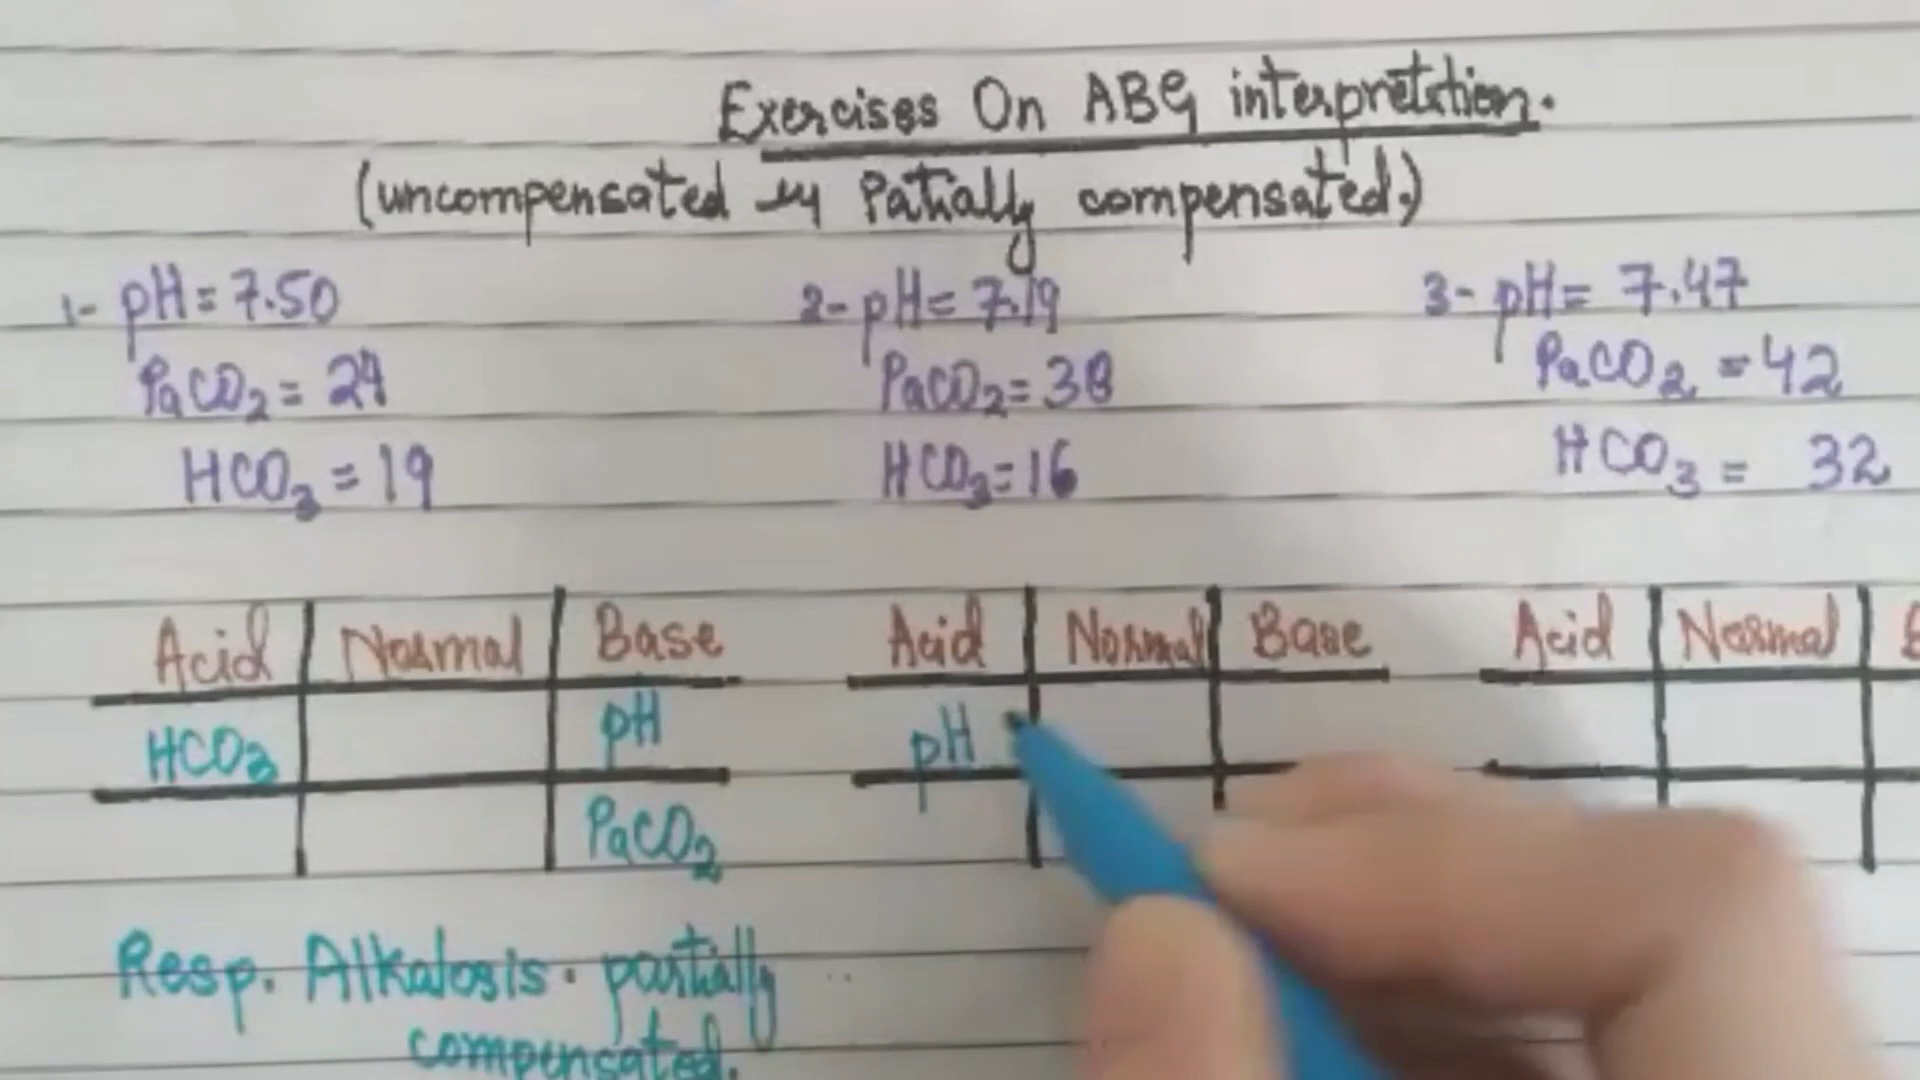 Exercises On ABG interpretation.
(uncompensated Patially compensated.)
1- pH = 7.50
PaCO2 = 24
HCO3 = 19
2- pH = 7.19
PaCO2 = 38
HCO3 = 16
3- pH = 7.47
PaCO2 = 42
HCO3 = 32
Acid Normal Base
HCO3 pH
PaCO2
Resp. Alkalosis. partially
compensated.
Acid Normal Base
pH
Acid Normal